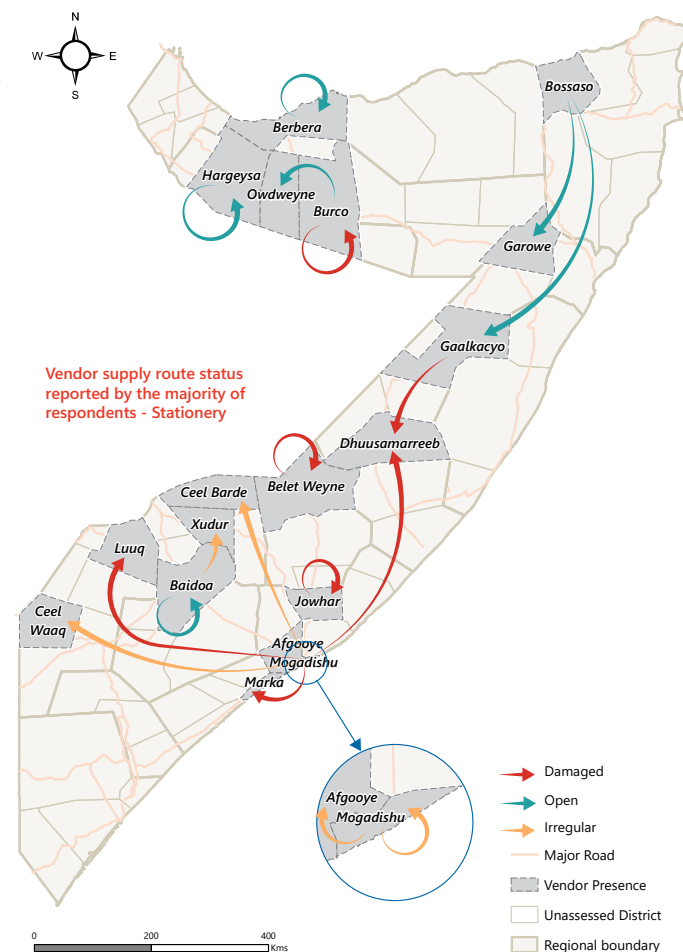 N
W E
S
Bossaso
Berbera
Hargeysa
Owdweyne
Burco
Garowe
Gaalkacyo
Vendor supply route status
reported by the majority of
respondents - Stationery
Dhuusamarreeb
Belet Weyne
Ceel Barde
Xudur
Luuq
Baidoa
Jowhar
Ceel
Waaq
Afgooye
Mogadishu
Marka
Afgooye
Mogadishu
Damaged
Open
Irregular
Major Road
Vendor Presence
Unassessed District
Regional boundary
0 200 400
Kms